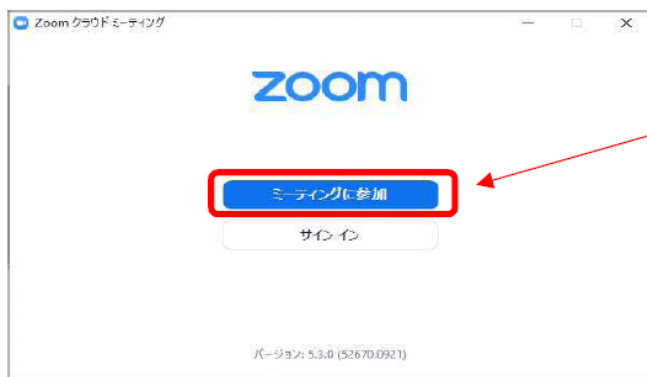 Zoom クラウド ミーティング
zoom
ミーティングに参加
サイン イン
バージョン: 5.3.0 (52670.0921)